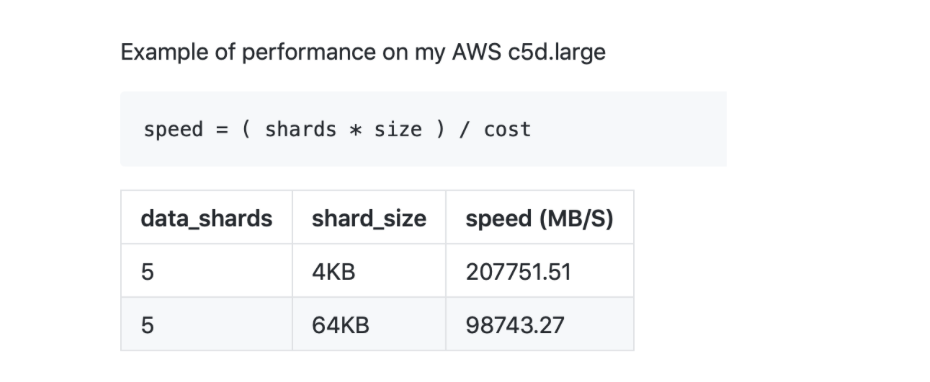 Example of performance on my AWS c5d.large
speed = ( shards * size ) / cost
data_shards shard_size speed (MB/S)
5 4KB 207751.51
5 64KB 98743.27